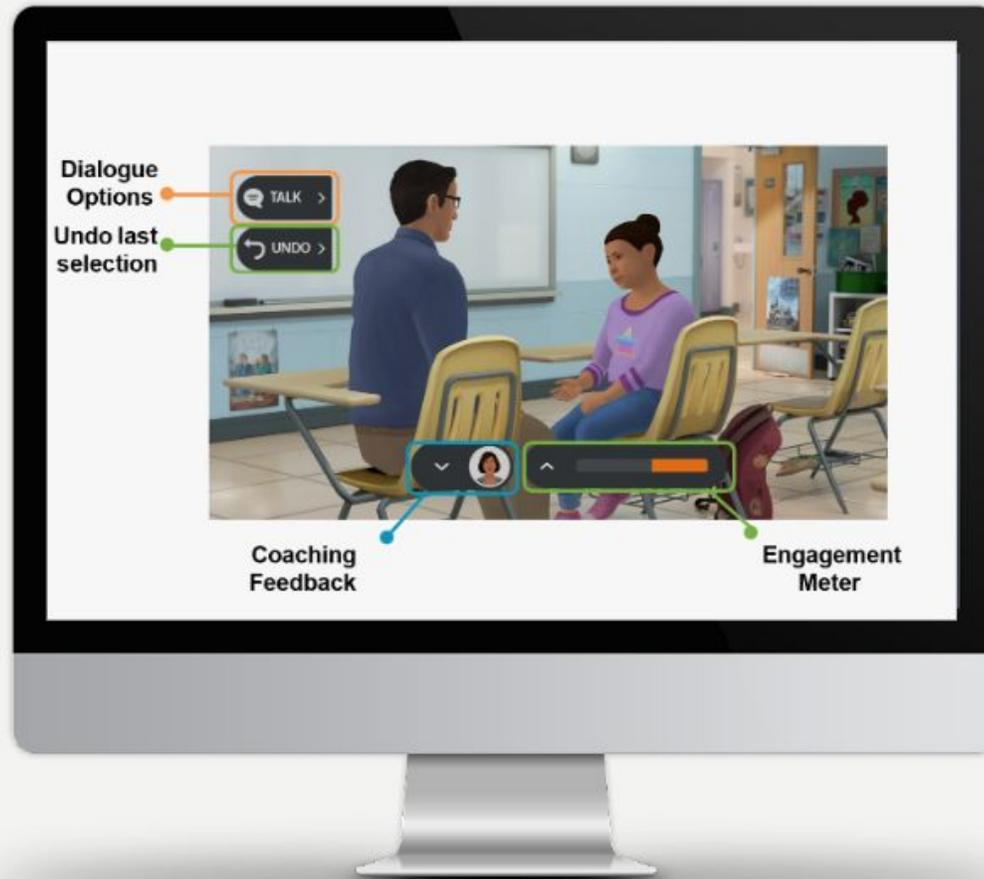 Dialogue
Options
TALK
Undo last
selection
UNDO
Coaching
Feedback
Engagement
Meter